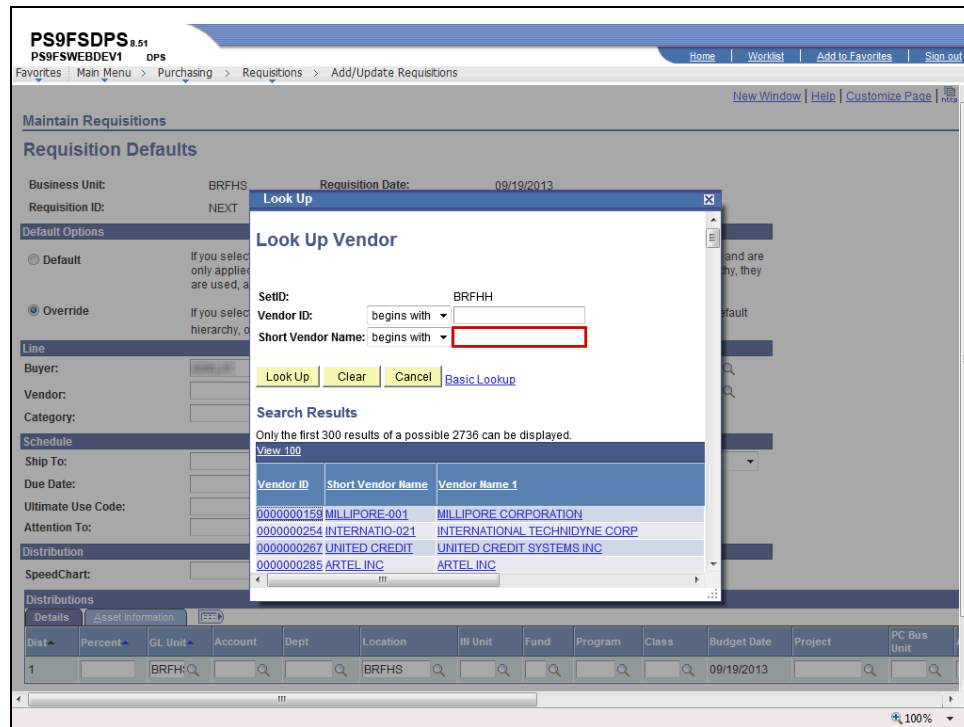 PS9FSDPS 8.51
PS9FSWEBDEV1 DPS
Home | Worklist | Add to Favorites | Sign out
Favorites Main Menu > Purchasing > Requisitions > Add/Update Requisitions
New Window | Help | Customize Page | http
Maintain Requisitions
Requisition Defaults
Business Unit: BRFHS Requisition Date: 09/19/2013
Requisition ID: NEXT
Look Up
Look Up Vendor
SetID: BRFHH
Vendor ID: begins with
Short Vendor Name: begins with
Look Up Clear Cancel Basic Lookup
Search Results
Only the first 300 results of a possible 2736 can be displayed.
View 100
Vendor ID Short Vendor Name Vendor Name 1
0000000159 MILLIPORE-001 MILLIPORE CORPORATION
0000000254 INTERNATIO-021 INTERNATIONAL TECHNIDYNE CORP
0000000267 UNITED CREDIT UNITED CREDIT SYSTEMS INC
0000000285 ARTEL INC ARTEL INC
Default Options
Default If you and are
only hy, they
are used,
Override If you efault
hierarchy,
Line
Buyer:
Vendor:
Category:
Schedule
Ship To:
Due Date:
Ultimate Use Code:
Attention To:
Distribution
SpeedChart:
Distributions
Details Asset Information
Dist Percent GL Unit Account Dept Location IN Unit Fund Program Class Budget Date Project PC Bus Unit
1 BRFHS BRFHS 09/19/2013
100%